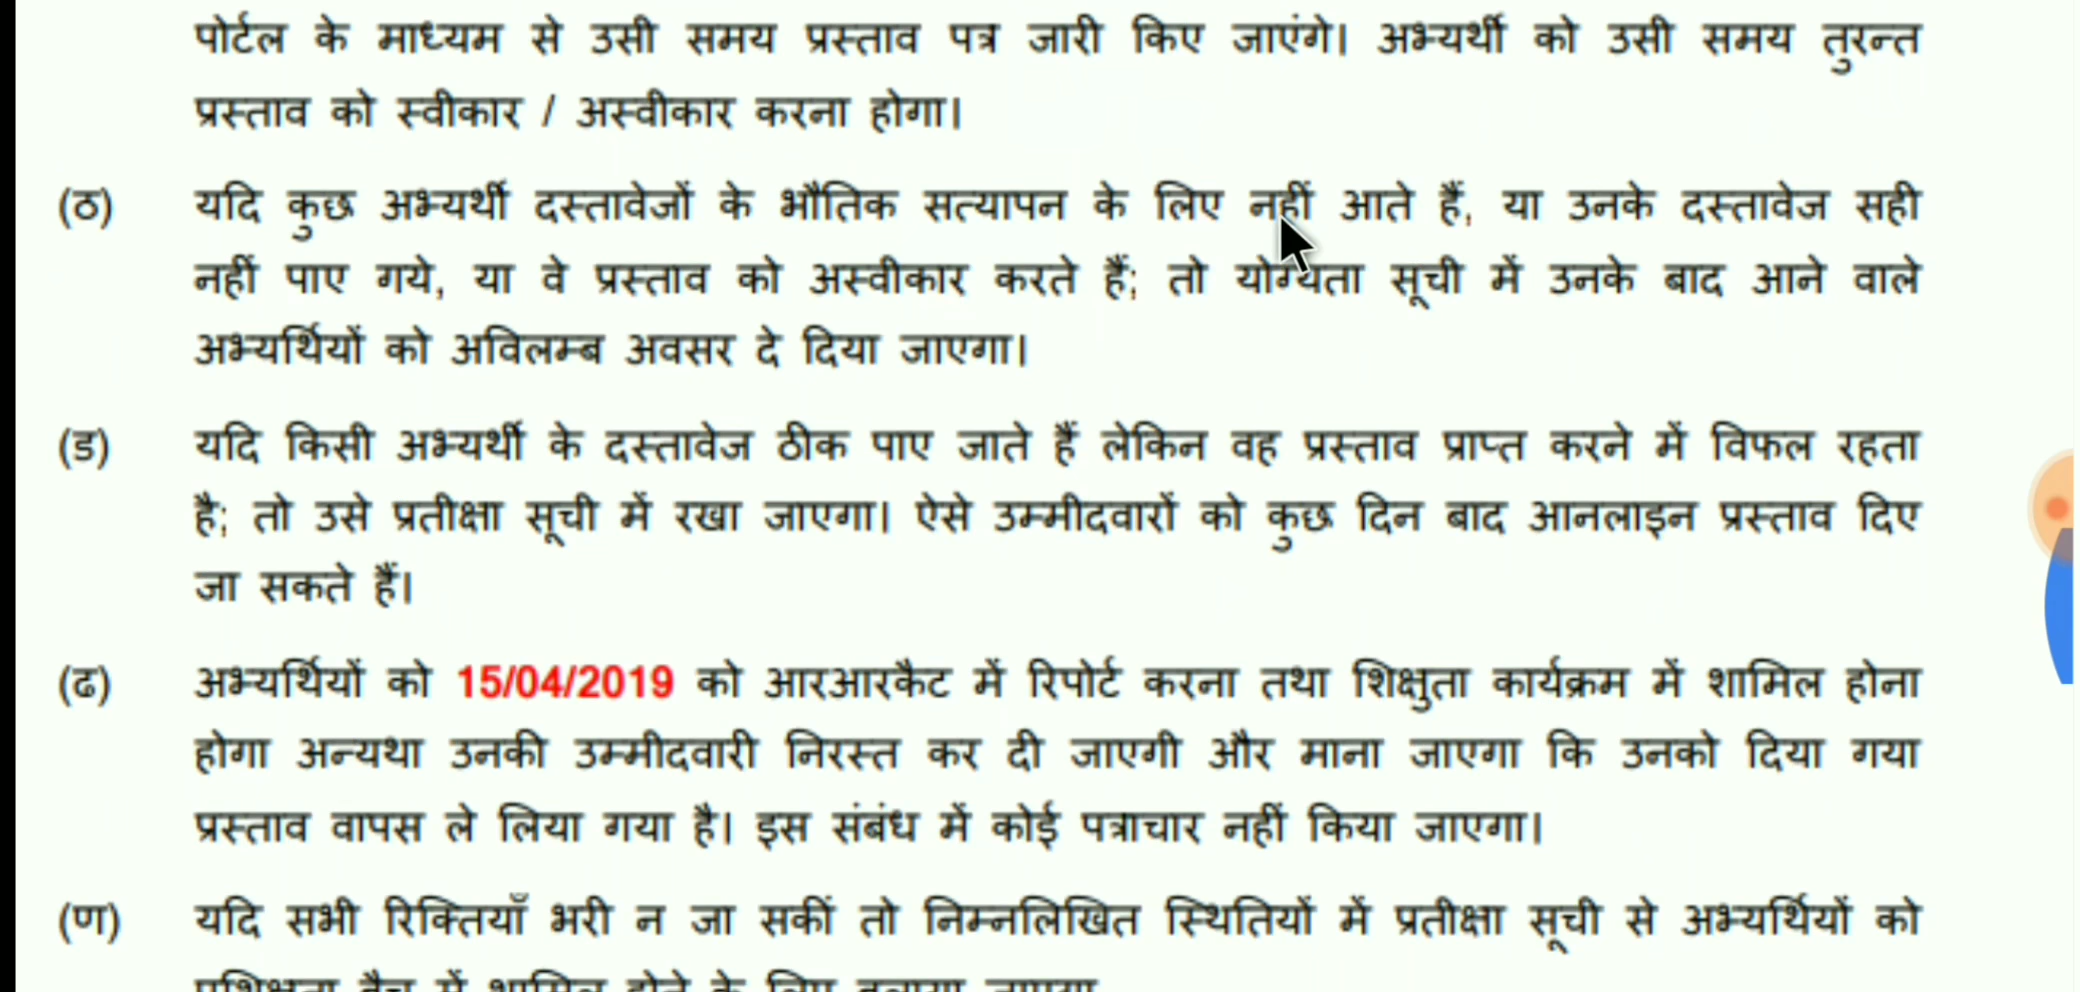 पोर्टल के माध्यम से उसी समय प्रस्ताव पत्र जारी किए जाएंगे। अभ्यर्थी को उसी समय तुरन्त
प्रस्ताव को स्वीकार / अस्वीकार करना होगा।
(ठ) यदि कुछ अभ्यर्थी दस्तावेजों के भौतिक सत्यापन के लिए नहीं आते हैं, या उनके दस्तावेज सही
नहीं पाए गये, या वे प्रस्ताव को अस्वीकार करते हैं; तो योग्यता सूची में उनके बाद आने वाले
अभ्यर्थियों को अविलम्ब अवसर दे दिया जाएगा।
(ड) यदि किसी अभ्यर्थी के दस्तावेज ठीक पाए जाते हैं लेकिन वह प्रस्ताव प्राप्त करने में विफल रहता
है; तो उसे प्रतीक्षा सूची में रखा जाएगा। ऐसे उम्मीदवारों को कुछ दिन बाद आनलाइन प्रस्ताव दिए
जा सकते हैं।
(ढ) अभ्यर्थियों को 15/04/2019 को आरआरकैट में रिपोर्ट करना तथा शिक्षुता कार्यक्रम में शामिल होना
होगा अन्यथा उनकी उम्मीदवारी निरस्त कर दी जाएगी और माना जाएगा कि उनको दिया गया
प्रस्ताव वापस ले लिया गया है। इस संबंध में कोई पत्राचार नहीं किया जाएगा।
(ण) यदि सभी रिक्तियाँ भरी न जा सकीं तो निम्नलिखित स्थितियों में प्रतीक्षा सूची से अभ्यर्थियों को